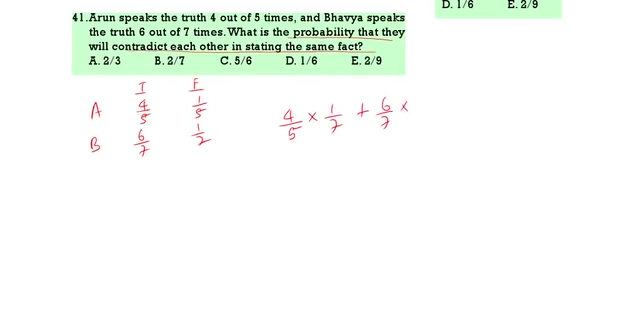 D. 1/6 E. 2/9
41.Arun speaks the truth 4 out of 5 times, and Bhavya speaks
the truth 6 out of 7 times. What is the probability that they
will contradict each other in stating the same fact?
A. 2/3 B. 2/7 C. 5/6 D. 1/6 E. 2/9
T F
A 4/5 1/5
B 6/7 1/7
4/5 × 1/7 + 6/7 ×